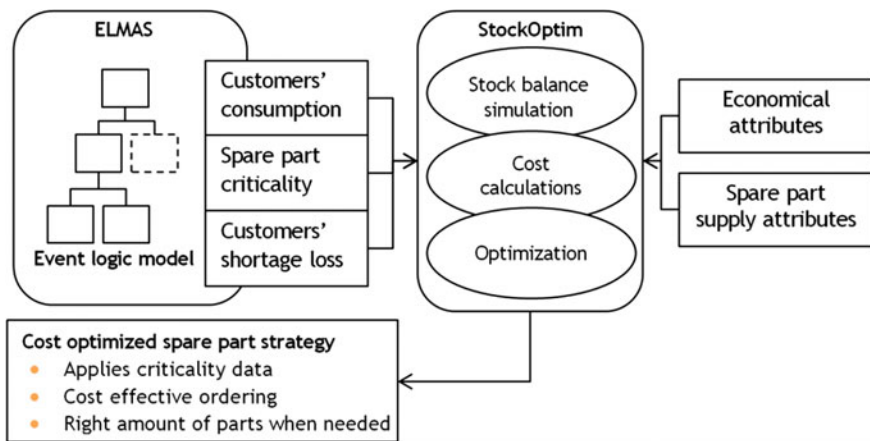 ELMAS
Event logic model
Customers'
consumption
Spare part
criticality
Customers'
shortage loss
StockOptim
Stock balance
simulation
Cost
calculations
Optimization
Economical
attributes
Spare part
supply attributes
Cost optimized spare part strategy
• Applies criticality data
• Cost effective ordering
• Right amount of parts when needed